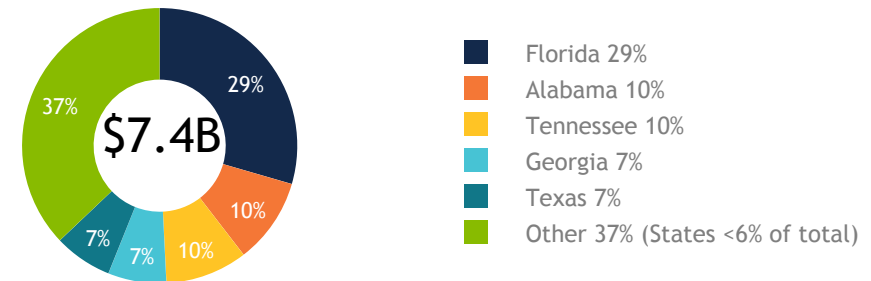 29%
37%
$7.4B
10%
10%
7%
7%
Florida 29%
Alabama 10%
Tennessee 10%
Georgia 7%
Texas 7%
Other 37% (States <6% of total)